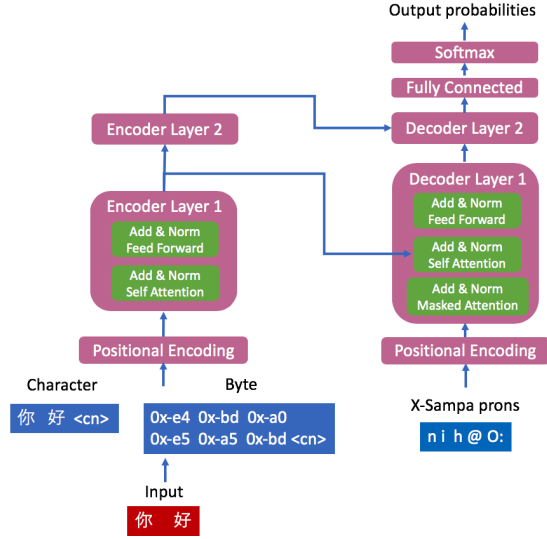 Output probabilities
Softmax
Fully Connected
Encoder Layer 2
Decoder Layer 2
Encoder Layer 1
Add & Norm
Feed Forward
Add & Norm
Self Attention
Decoder Layer 1
Add & Norm
Feed Forward
Add & Norm
Self Attention
Add & Norm
Masked Attention
Positional Encoding
Positional Encoding
Character
你 好 <cn>
Byte
0x-e4 0x-bd 0x-a0
0x-e5 0x-a5 0x-bd <cn>
Input
你 好
X-Sampa prons
n i h @ O: